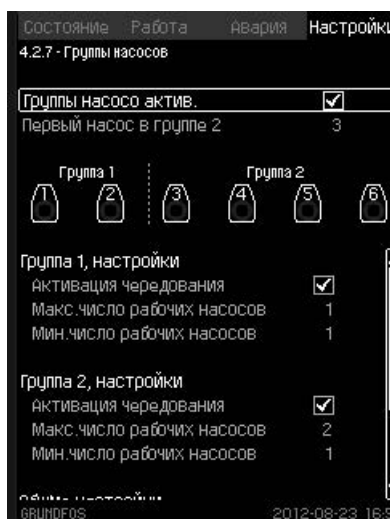 Состояние Работа Авария Настройки
4.2.7 - Группы насосов
Группы насосо актив.
Первый насос в группе 2 3
Группа 1 Группа 2
1 2 3 4 5 6
Группа 1, настройки
Активация чередования
Макс.число рабочих насосов 1
Мин.число рабочих насосов 1
Группа 2, настройки
Активация чередования
Макс.число рабочих насосов 2
Мин.число рабочих насосов 1
GRUNDFOS 2012-08-23